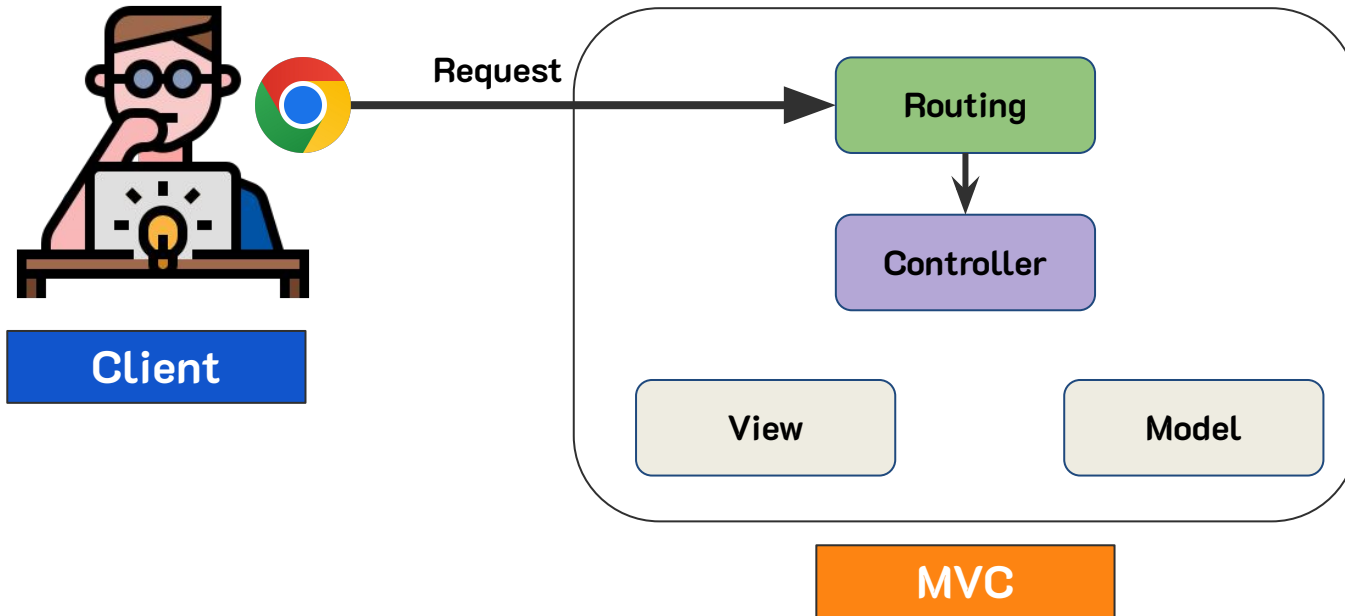 Request
Routing
Controller
Client
View
Model
MVC